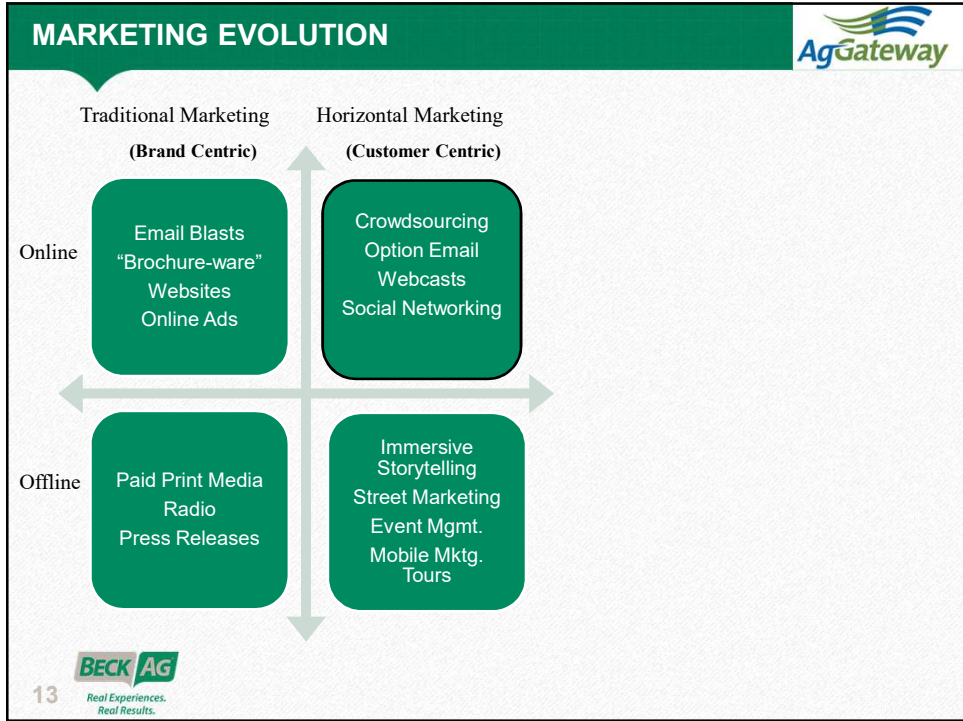 MARKETING EVOLUTION
AgGateway
Traditional Marketing
Horizontal Marketing
(Brand Centric)
(Customer Centric)
Online
Email Blasts
“Brochure-ware”
Websites
Online Ads
Crowdsourcing
Option Email
Webcasts
Social Networking
Offline
Paid Print Media
Radio
Press Releases
Immersive
Storytelling
Street Marketing
Event Mgmt.
Mobile Mktg.
Tours
13
BECK AG
Real Experiences.
Real Results.